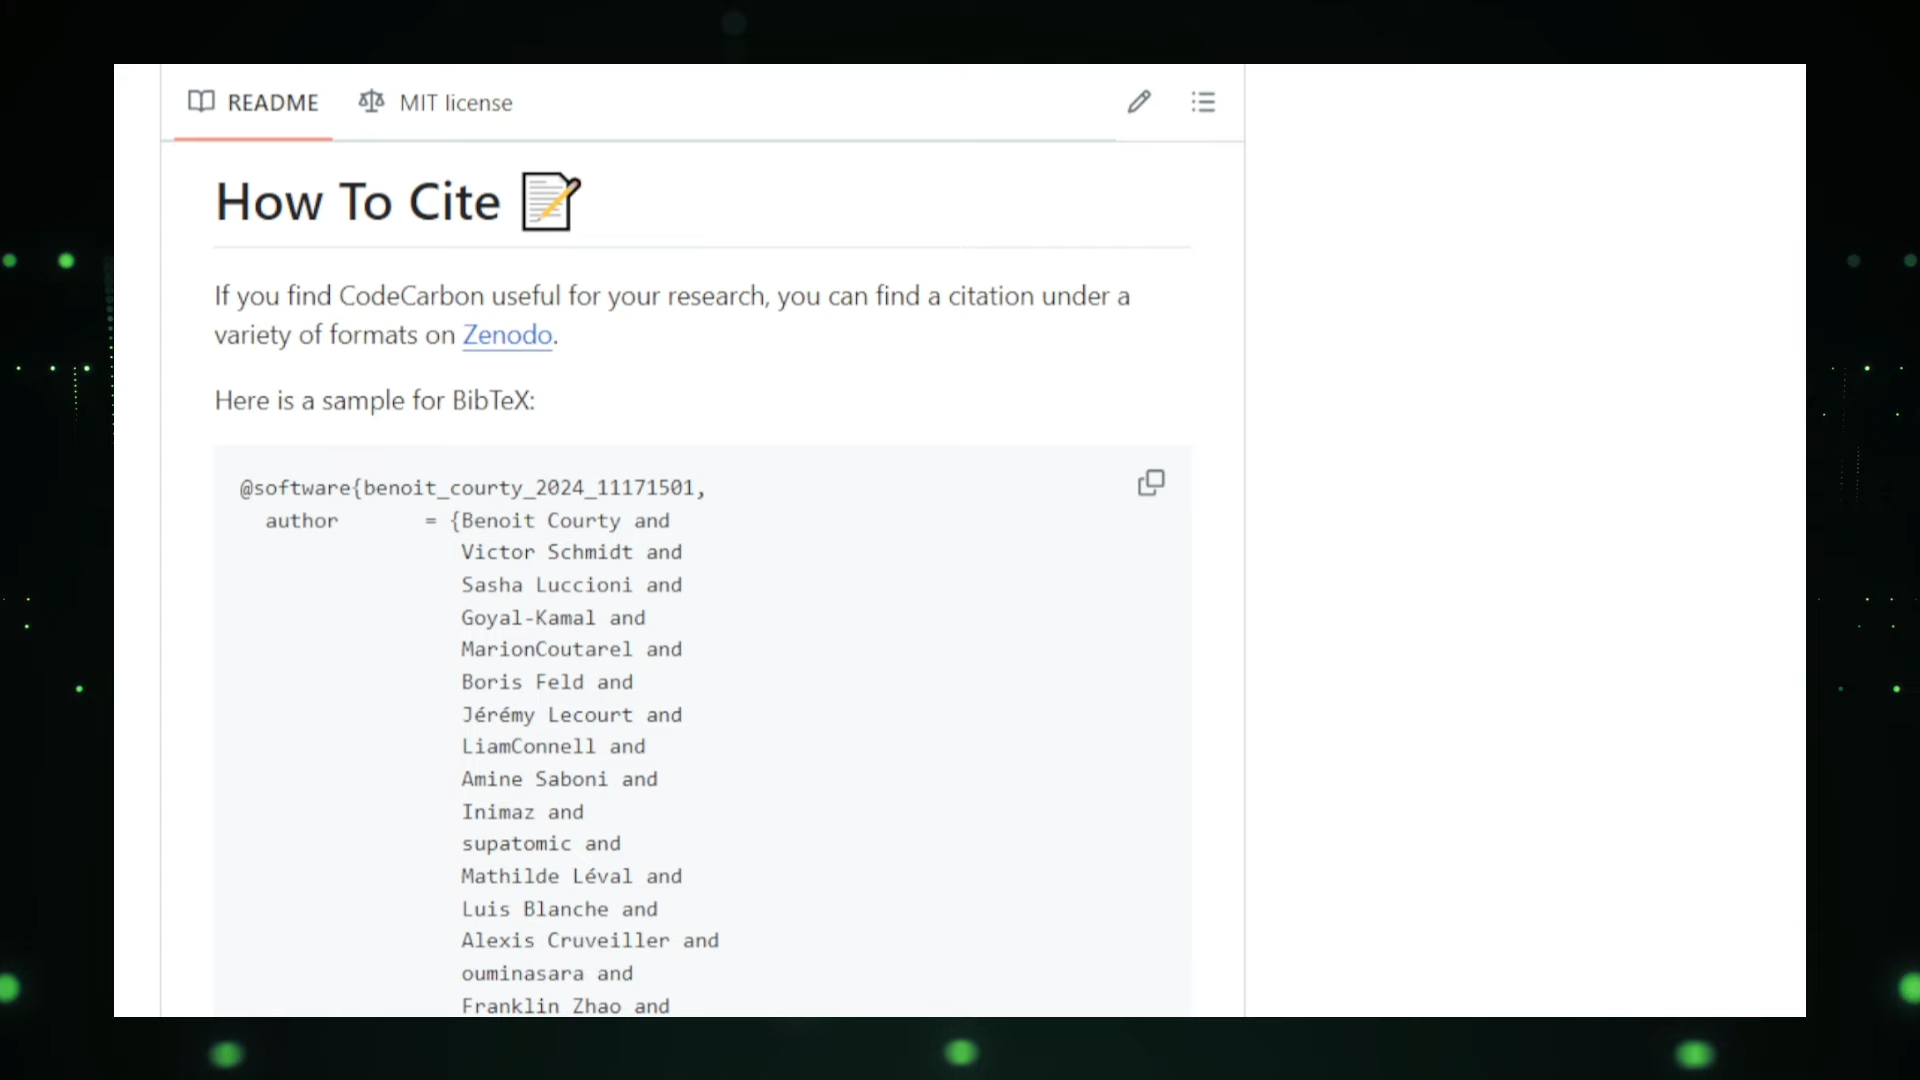 README MIT license
How To Cite
If you find CodeCarbon useful for your research, you can find a citation under a
variety of formats on Zenodo.
Here is a sample for BibTeX:
@software{benoit_courty_2024_11171501,
author = {Benoit Courty and
Victor Schmidt and
Sasha Luccioni and
Goyal-Kamal and
MarionCoutarel and
Boris Feld and
Jérémy Lecourt and
LiamConnell and
Amine Saboni and
Inimaz and
supatomic and
Mathilde Léval and
Luis Blanche and
Alexis Cruveiller and
ouminasara and
Franklin Zhao and